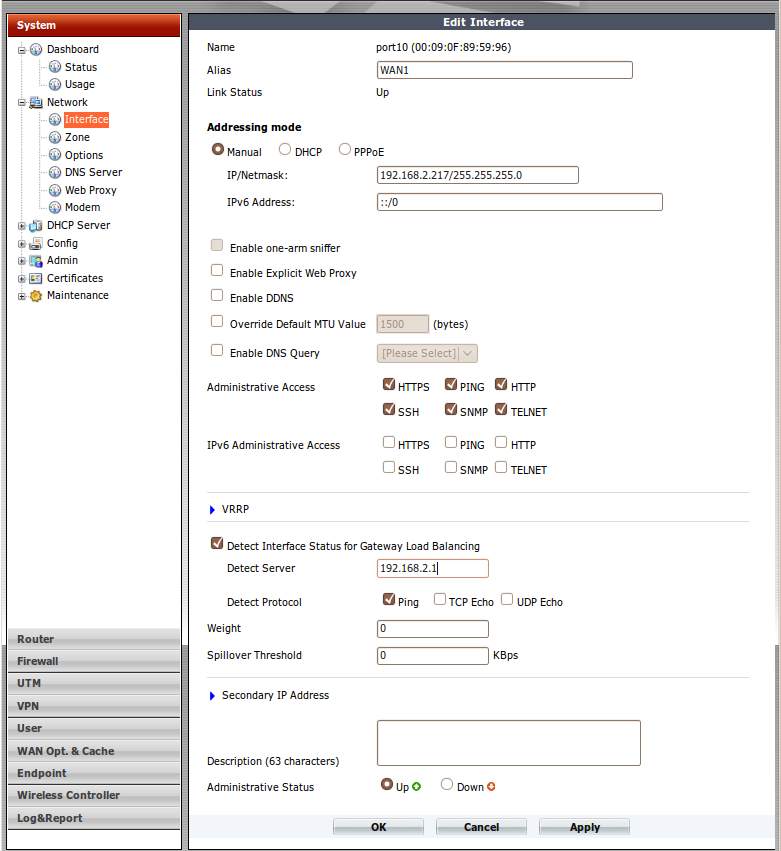 System
Dashboard
Status
Usage
Network
Interface
Zone
Options
DNS Server
Web Proxy
Modem
DHCP Server
Config
Admin
Certificates
Maintenance
Router
Firewall
UTM
VPN
User
WAN Opt. & Cache
Endpoint
Wireless Controller
Log&Report
Edit Interface
Name port10 (00:09:0F:89:59:96)
Alias WAN1
Link Status Up
Addressing mode
Manual DHCP PPPoE
IP/Netmask: 192.168.2.217/255.255.255.0
IPv6 Address: ::/0
Enable one-arm sniffer
Enable Explicit Web Proxy
Enable DDNS
Override Default MTU Value 1500 (bytes)
Enable DNS Query [Please Select]
Administrative Access HTTPS PING HTTP
SSH SNMP TELNET
IPv6 Administrative Access HTTPS PING HTTP
SSH SNMP TELNET
VRRP
Detect Interface Status for Gateway Load Balancing
Detect Server 192.168.2.1
Detect Protocol Ping TCP Echo UDP Echo
Weight 0
Spillover Threshold 0 KBps
Secondary IP Address
Description (63 characters)
Administrative Status Up Down
OK Cancel Apply